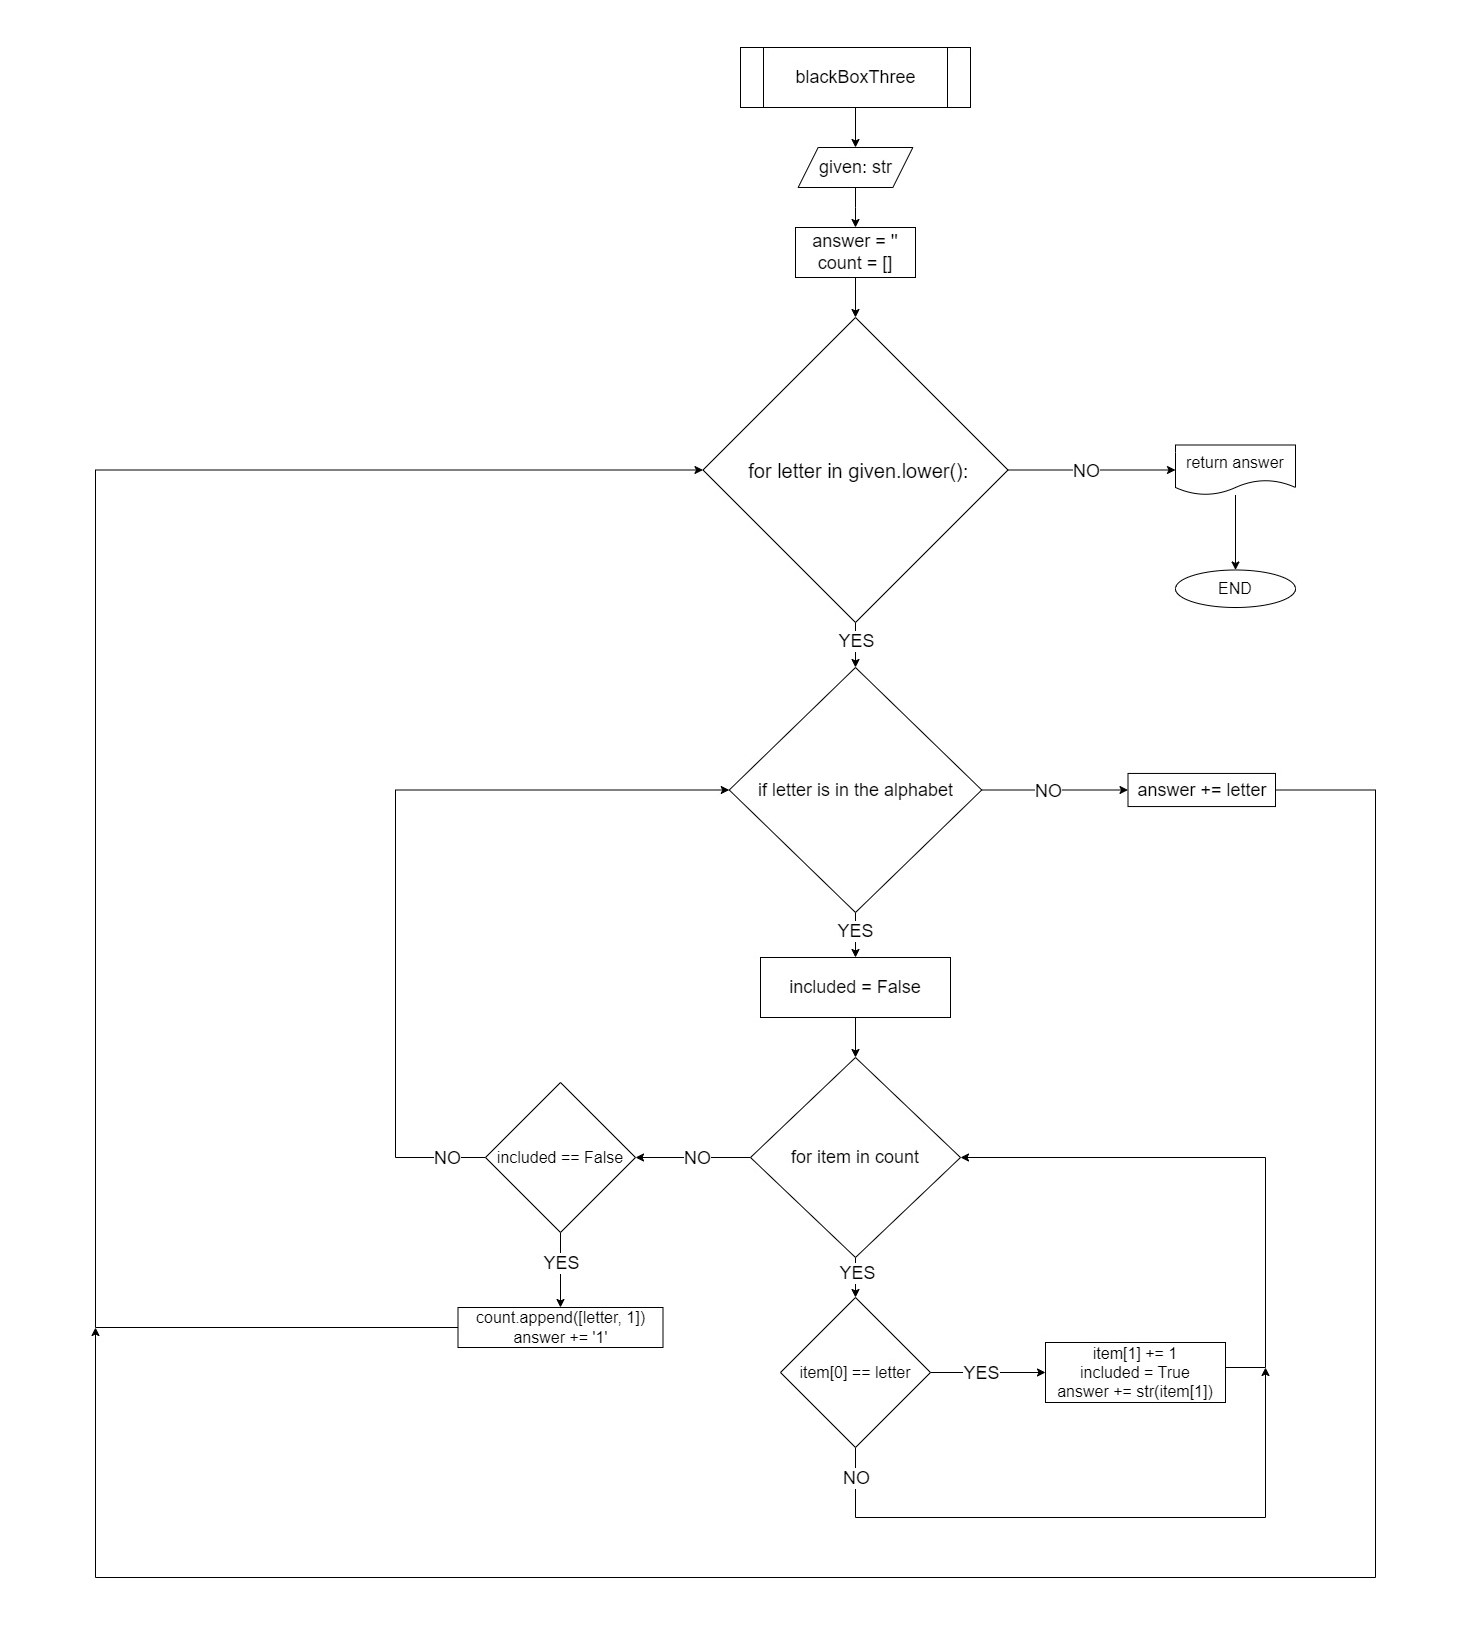 blackBoxThree
given: str
answer = ''
count = []
for letter in given.lower():
NO
return answer
END
YES
if letter is in the alphabet
NO
answer += letter
YES
included = False
for item in count
NO
included == False
NO
YES
count.append([letter, 1])
answer += '1'
YES
item[0] == letter
YES
item[1] += 1
included = True
answer += str(item[1])
NO